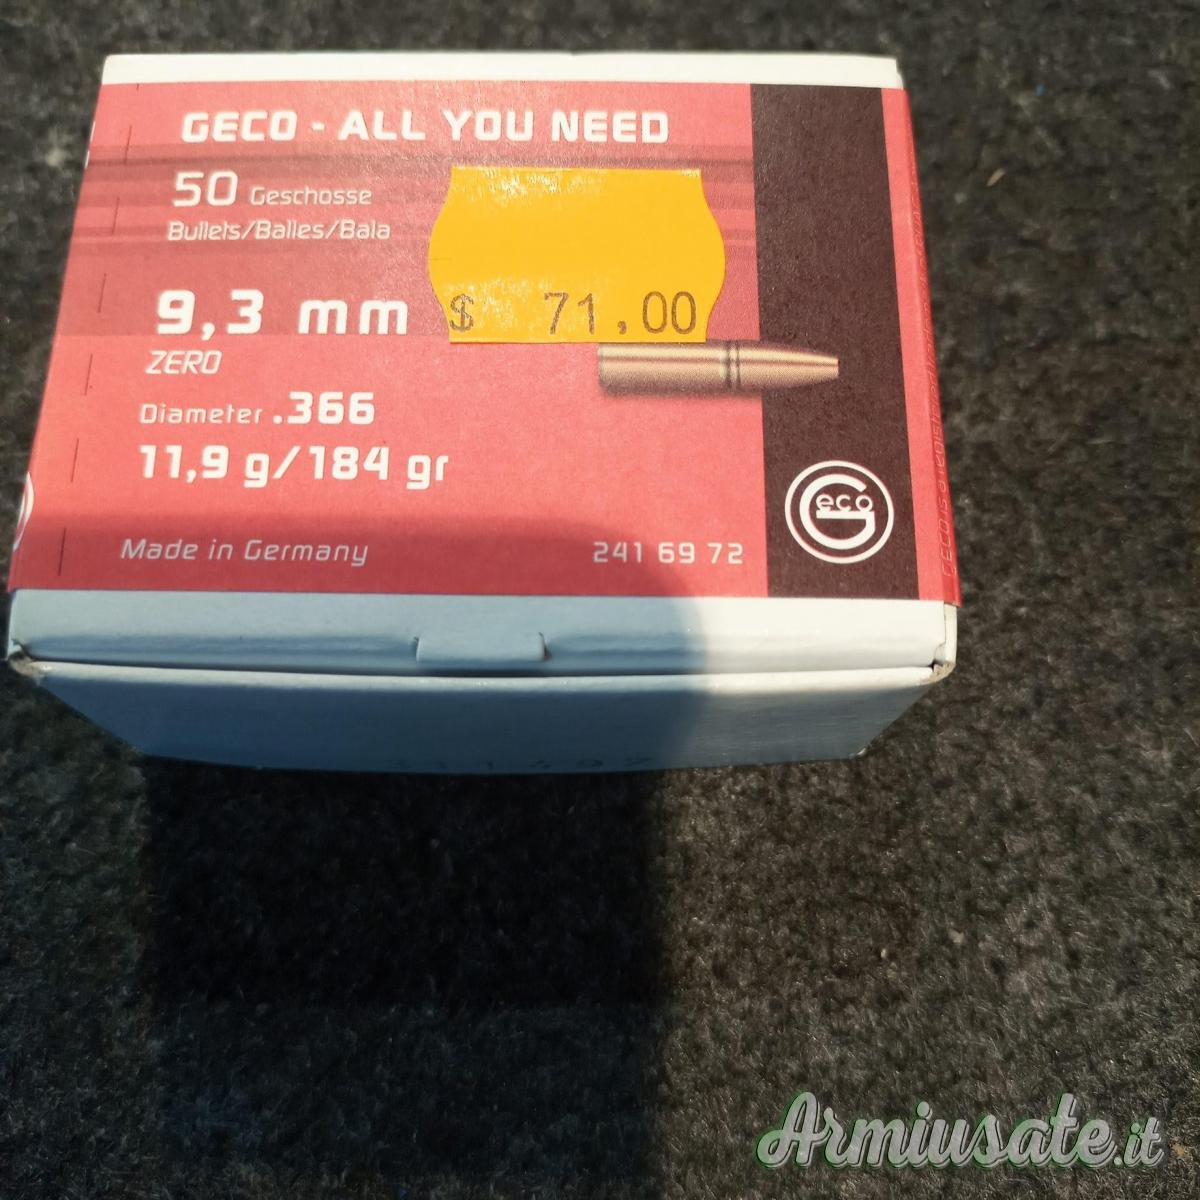 GECO - ALL YOU NEED
50 Geschosse
Bullets/Balles/Bala
$ 71,00
9,3 mm
ZERO
Diameter .366
11,9 g/184 gr
Made in Germany
241 69 72
Geco
Armiusate.it